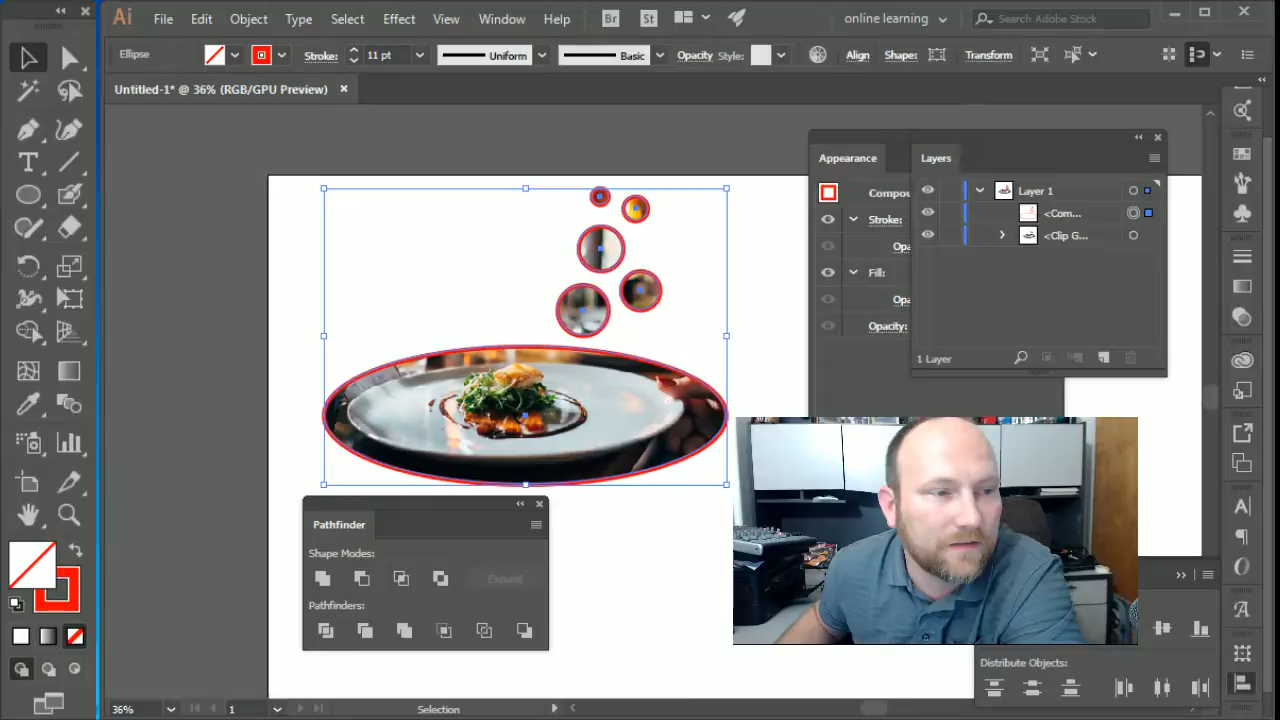 Ai File Edit Object Type Select Effect View Window Help Br St online learning Search Adobe Stock
Ellipse Stroke: 11 pt Uniform Basic Opacity Style: Align Shape: Transform
Untitled-1* @ 36% (RGB/GPU Preview)
Appearance
Compou
Stroke:
Opa
Fill:
Opa
Opacity:
Layers
Layer 1
<Com...
<Clip G...
1 Layer
Pathfinder
Shape Modes:
Expand
Pathfinders:
Distribute Objects:
36% 1 Selection